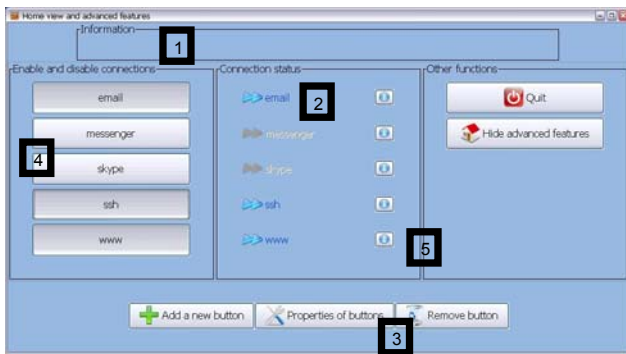 Home view and advanced features
Information
1
Enable and disable connections
Connection status
Other functions
email
email
2
Quit
messenger
messenger
Hide advanced features
4
skype
skype
ssh
ssh
www
www
5
Add a new button
Properties of buttons
Remove button
3